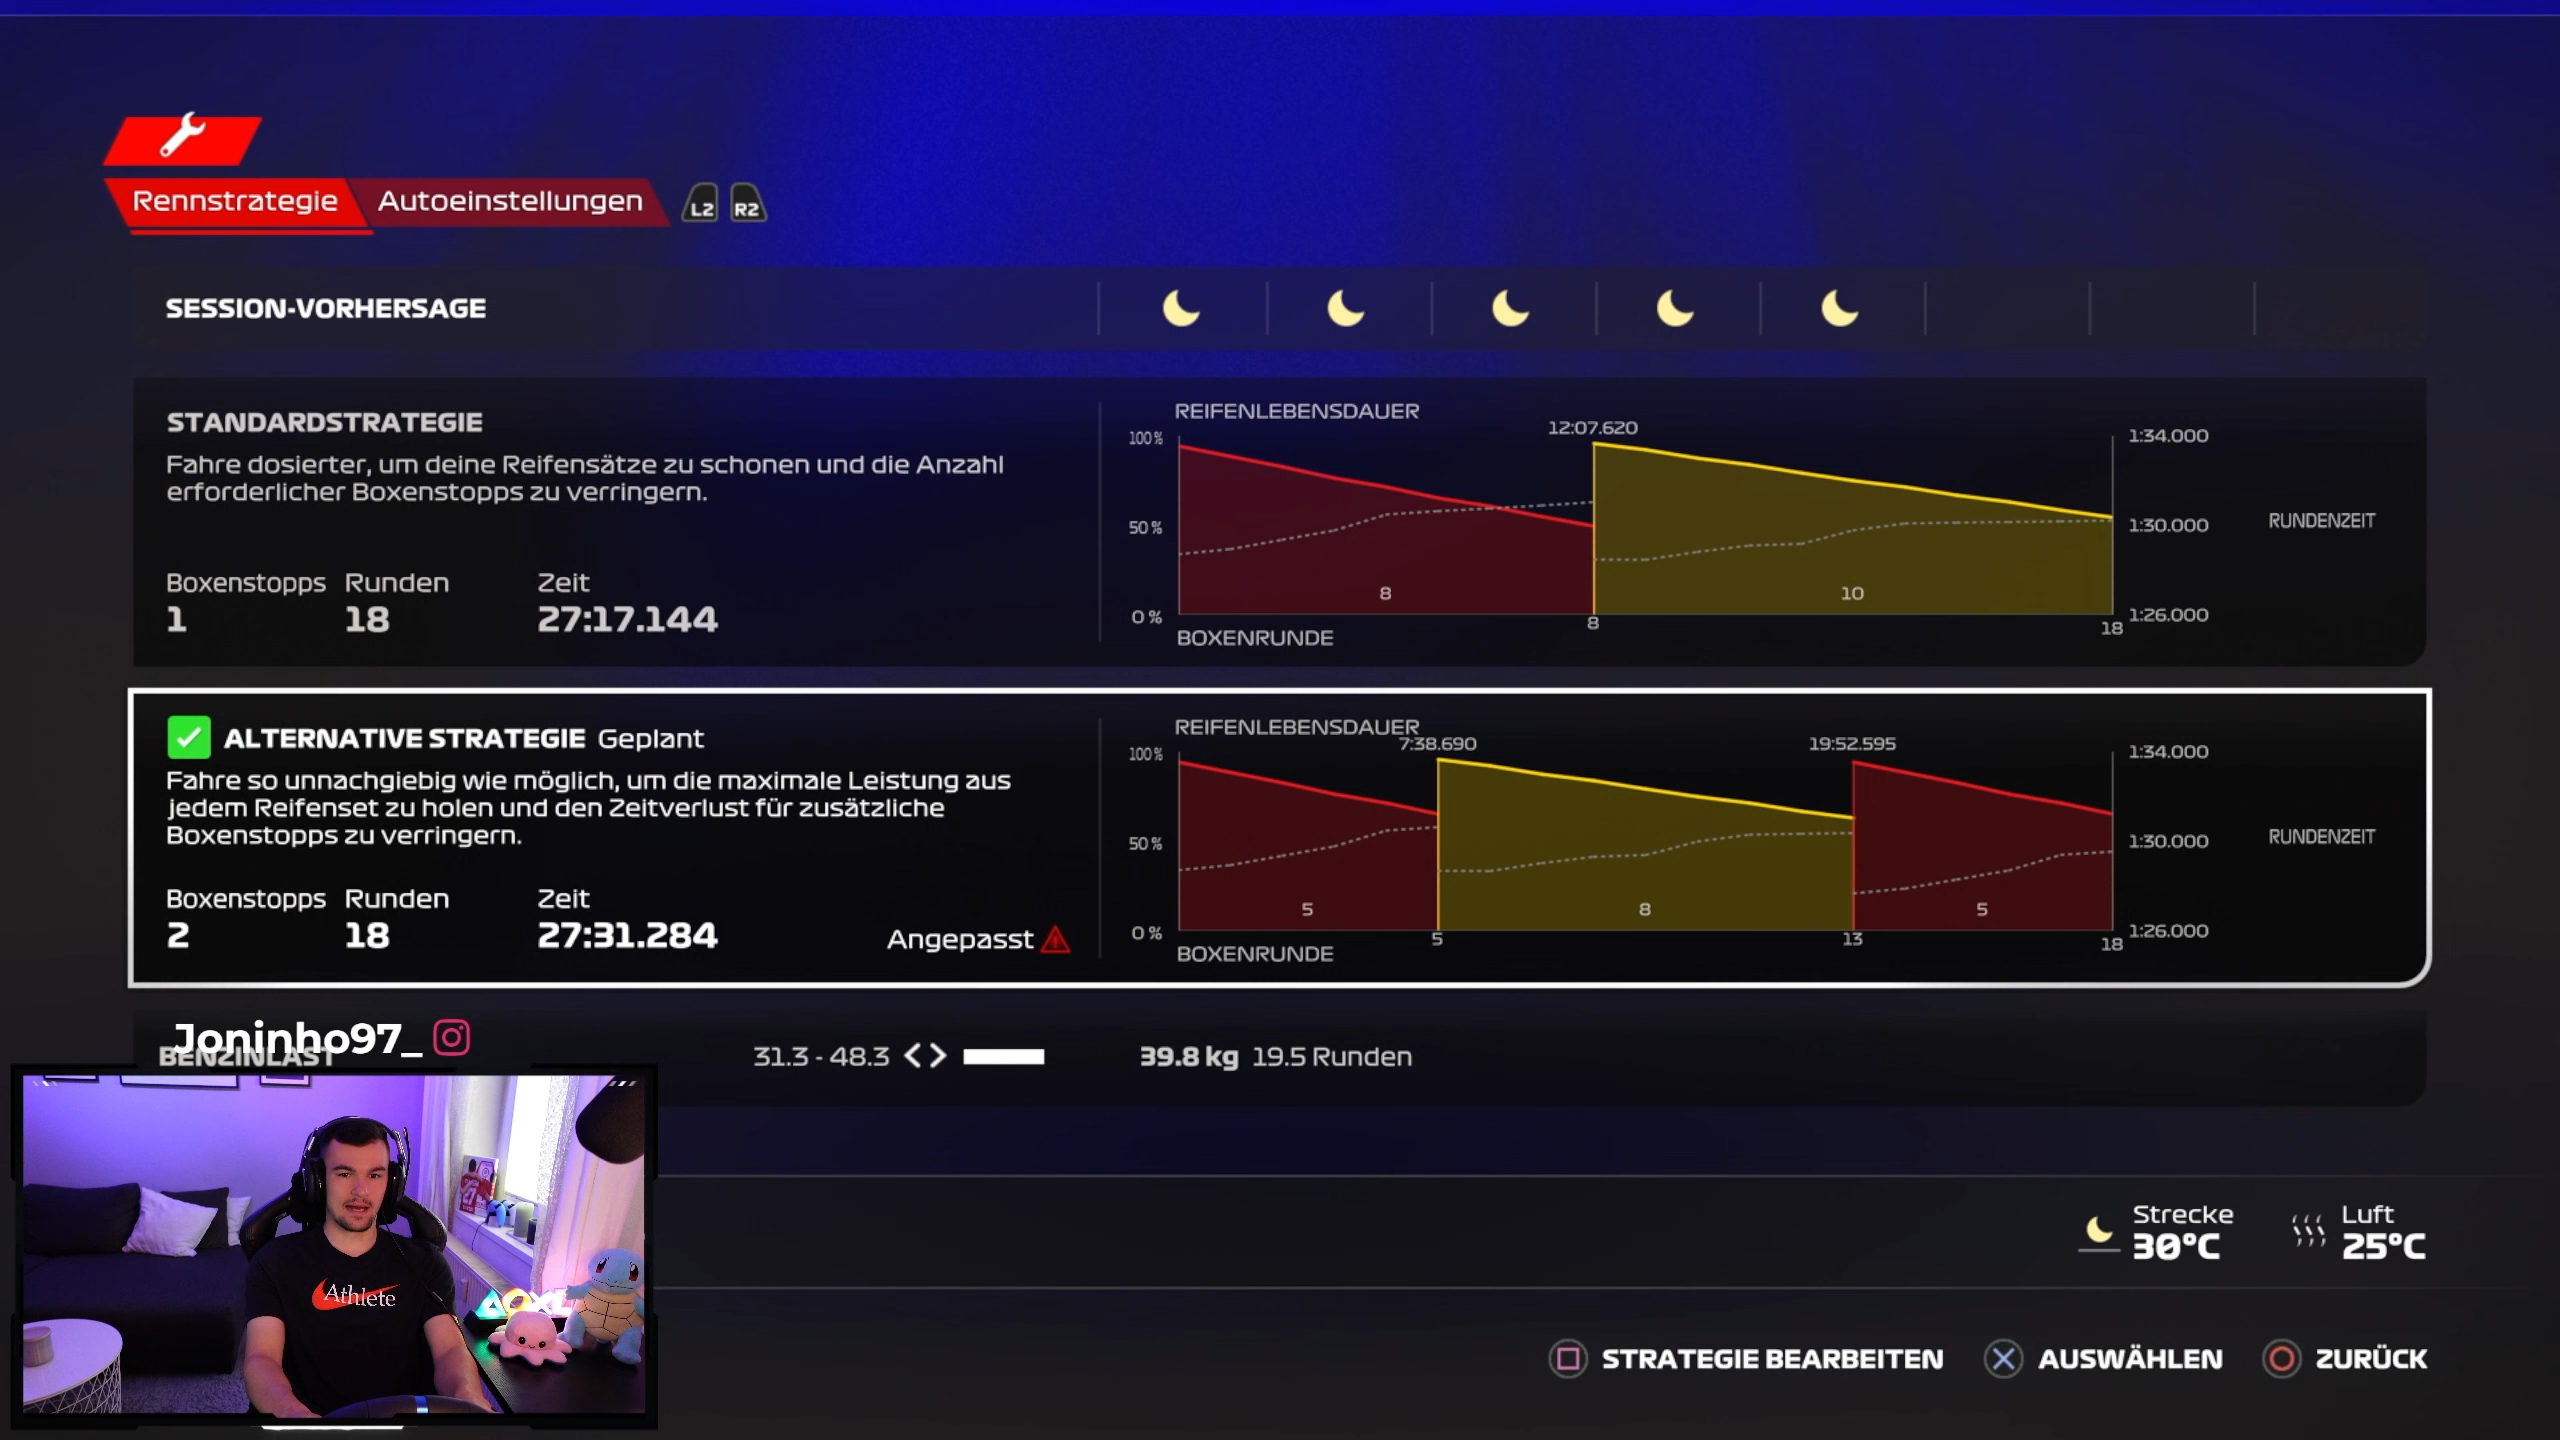 Rennstrategie
Autoeinstellungen
L2
R2
SESSION-VORHERSAGE
STANDARDSTRATEGIE
Fahre dosierter, um deine Reifensätze zu schonen und die Anzahl
erforderlicher Boxenstopps zu verringern.
Boxenstopps Runden Zeit
1 18 27:17.144
REIFENLEBENSDAUER
12:07.620
100%
50%
0%
8
10
8
18
BOXENRUNDE
1:34.000
1:30.000
1:26.000
RUNDENZEIT
ALTERNATIVE STRATEGIE Geplant
Fahre so unnachgiebig wie möglich, um die maximale Leistung aus
jedem Reifenset zu holen und den Zeitverlust für zusätzliche
Boxenstopps zu verringern.
Boxenstopps Runden Zeit
2 18 27:31.284
Angepasst
REIFENLEBENSDAUER
7:38.690
19:52.595
100%
50%
0%
5
8
5
5
13
18
BOXENRUNDE
1:34.000
1:30.000
1:26.000
RUNDENZEIT
Joninho97_
BENZINLAST
31.3 - 48.3
39.8 kg 19.5 Runden
Athlete
Strecke
30°C
Luft
25°C
STRATEGIE BEARBEITEN
AUSWÄHLEN
ZURÜCK